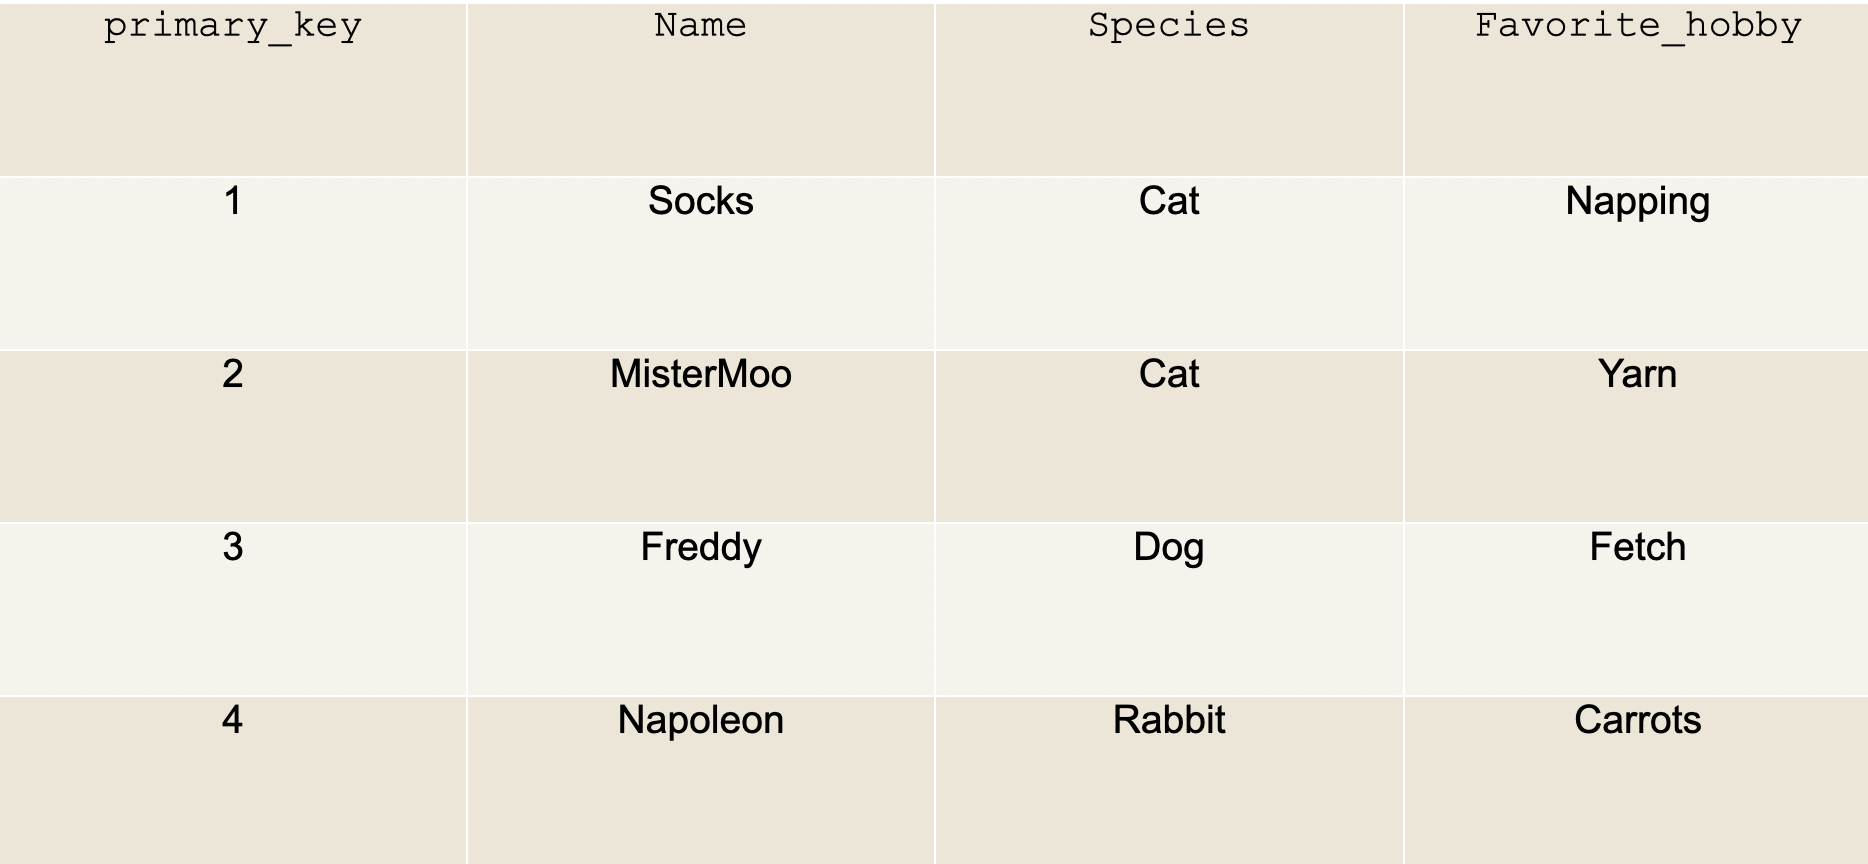 primary_key Name Species Favorite_hobby
1 Socks Cat Napping
2 MisterMoo Cat Yarn
3 Freddy Dog Fetch
4 Napoleon Rabbit Carrots